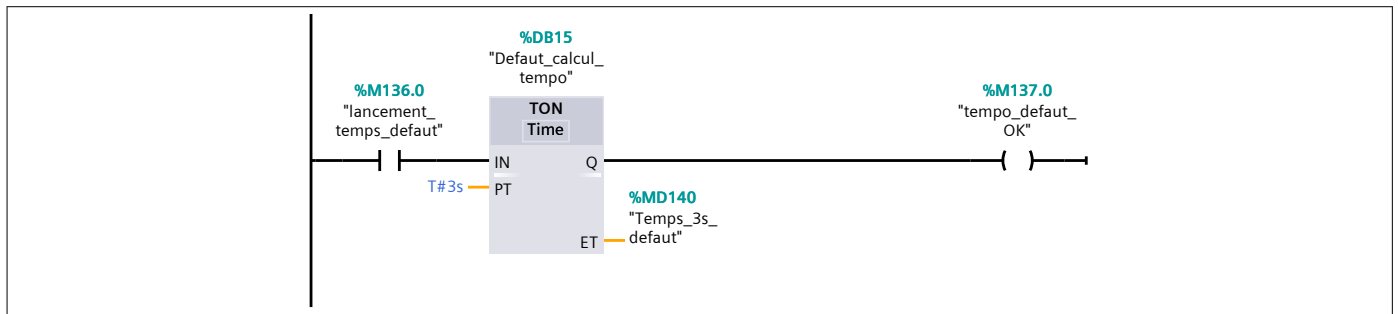 %DB15
"Defaut_calcul_
tempo"
%M136.0
"lancement_
temps_defaut"
TON
Time
%M137.0
"tempo_defaut_
OK"
IN
Q
T#3s
PT
%MD140
"Temps_3s_
defaut"
ET